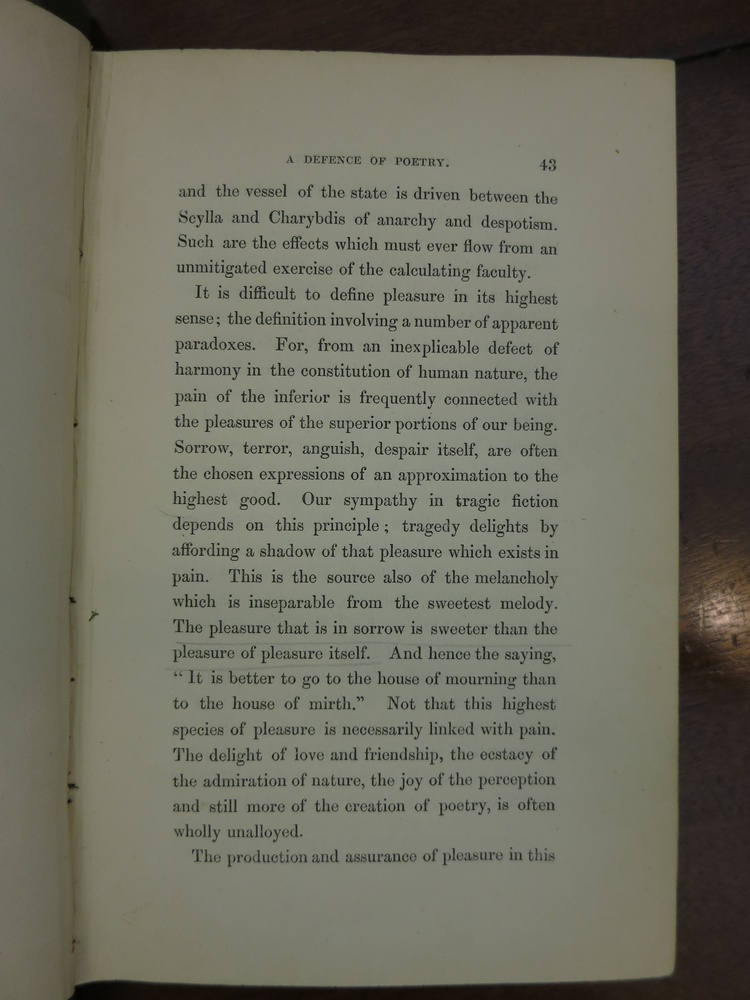 A DEFENCE OF POETRY. 43
and the vessel of the state is driven between the
Scylla and Charybdis of anarchy and despotism.
Such are the effects which must ever flow from an
unmitigated exercise of the calculating faculty.
It is difficult to define pleasure in its highest
sense; the definition involving a number of apparent
paradoxes. For, from an inexplicable defect of
harmony in the constitution of human nature, the
pain of the inferior is frequently connected with
the pleasures of the superior portions of our being.
Sorrow, terror, anguish, despair itself, are often
the chosen expressions of an approximation to the
highest good. Our sympathy in tragic fiction
depends on this principle; tragedy delights by
affording a shadow of that pleasure which exists in
pain. This is the source also of the melancholy
which is inseparable from the sweetest melody.
The pleasure that is in sorrow is sweeter than the
pleasure of pleasure itself. And hence the saying,
“It is better to go to the house of mourning than
to the house of mirth.” Not that this highest
species of pleasure is necessarily linked with pain.
The delight of love and friendship, the ecstacy of
the admiration of nature, the joy of the perception
and still more of the creation of poetry, is often
wholly unalloyed.
The production and assurance of pleasure in this